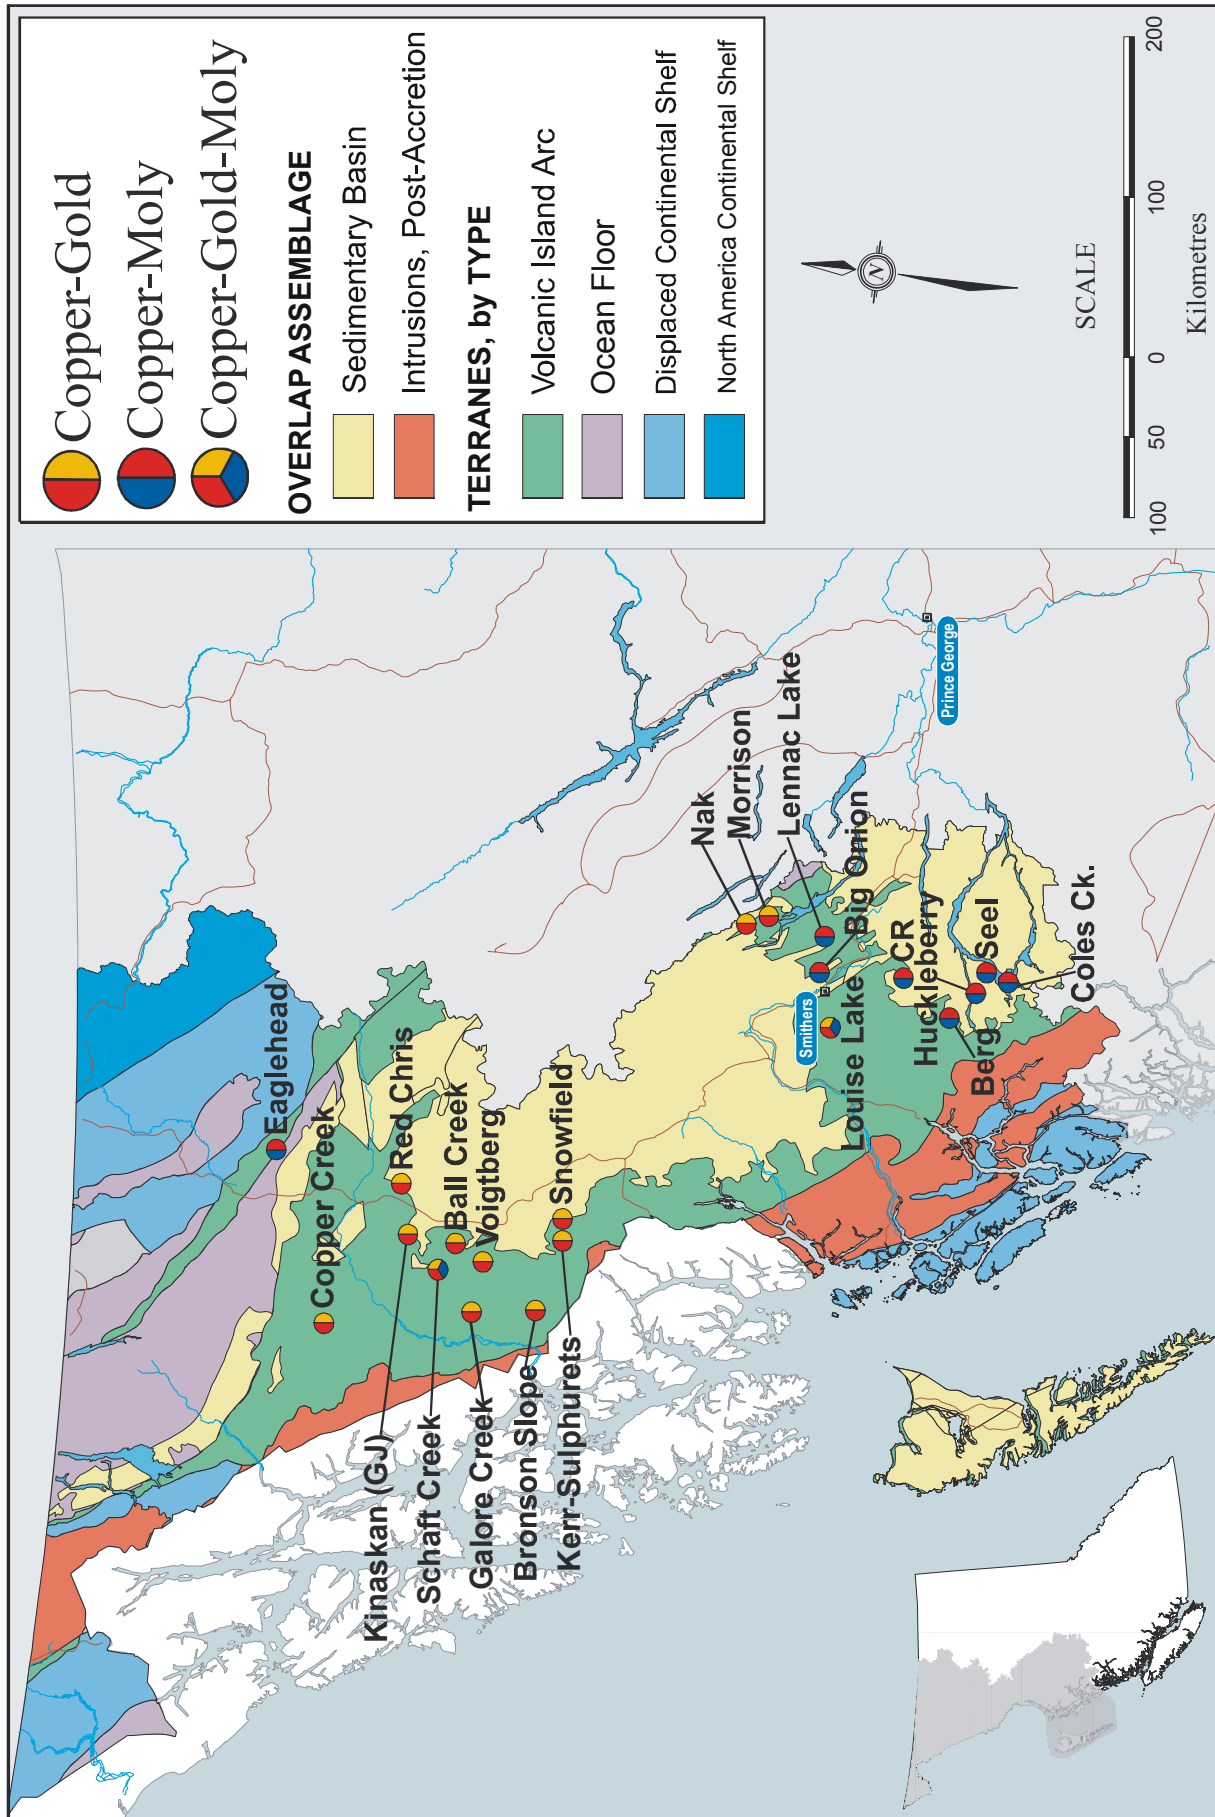 Copper-Gold
Copper-Moly
Copper-Gold-Moly
OVERLAP ASSEMBLAGE
Sedimentary Basin
Intrusions, Post-Accretion
TERRANES, by TYPE
Volcanic Island Arc
Ocean Floor
Displaced Continental Shelf
North America Continental Shelf
N
SCALE
100
50
0
100
200
Kilometres
Eaglehead
Copper Creek
Red Chris
Kinaskan (GJ)
Schaft Creek
Ball Creek
Voigtberg
Galore Creek
Bronson Slope
Snowfield
Kerr-Sulphurets
Nak
Morrison
Lennac Lake
Big Onion
Smithers
Louise Lake
CR
Huckleberry
Berg
Seel
Coles Ck.
Prince George